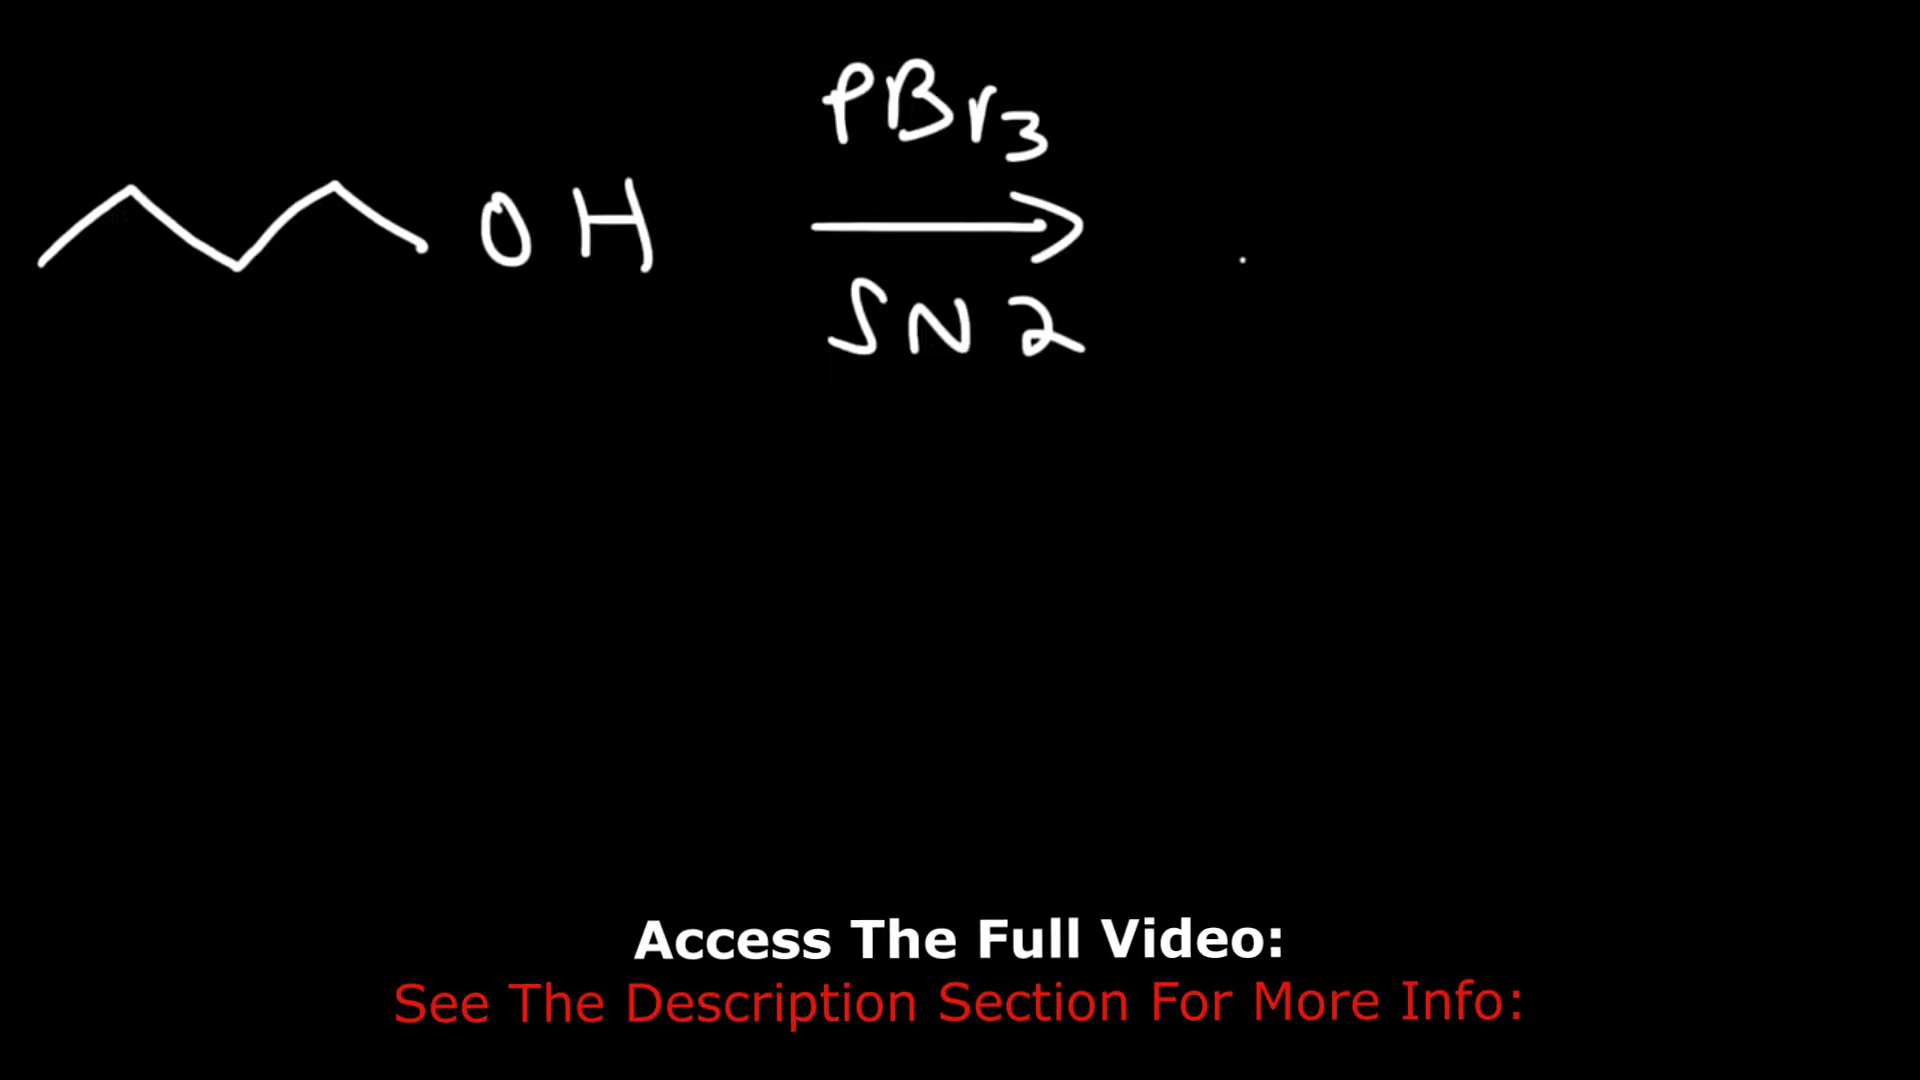 PBr3
OH
SN2
Access The Full Video:
See The Description Section For More Info: